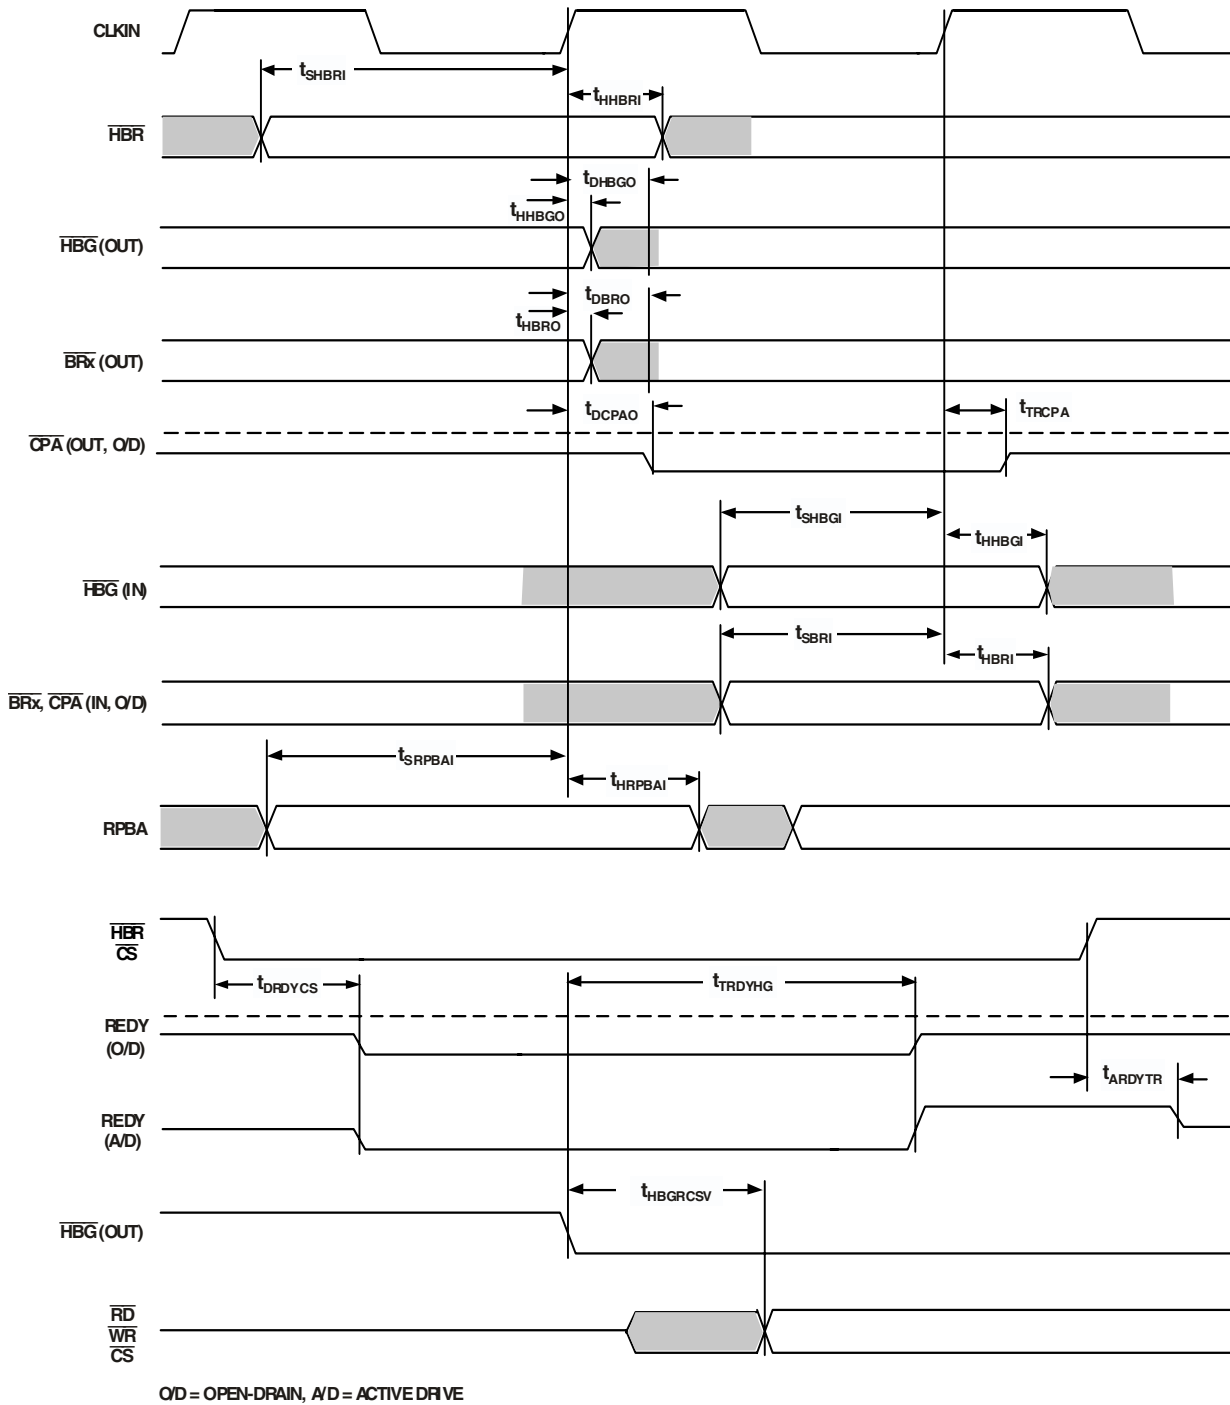 CLKIN
tSHBRI
tHHBRI
HBR
tDHBGO
tHHBGO
HBG (OUT)
tDBRO
tHBRO
BRx (OUT)
tDCPAO
tTRCPA
CPA (OUT, O/D)
tSHBGI
tHHBGI
HBG (IN)
tSBRI
tHBRI
BRx, CPA (IN, O/D)
tSRPBAI
tHRPBAI
RPBA
HBR
CS
tDRDYCS
tTRDYHG
REDY
(O/D)
tARDYTR
REDY
(A/D)
tHBGRCSV
HBG (OUT)
RD
WR
CS
O/D = OPEN-DRAIN, A/D = ACTIVE DRIVE